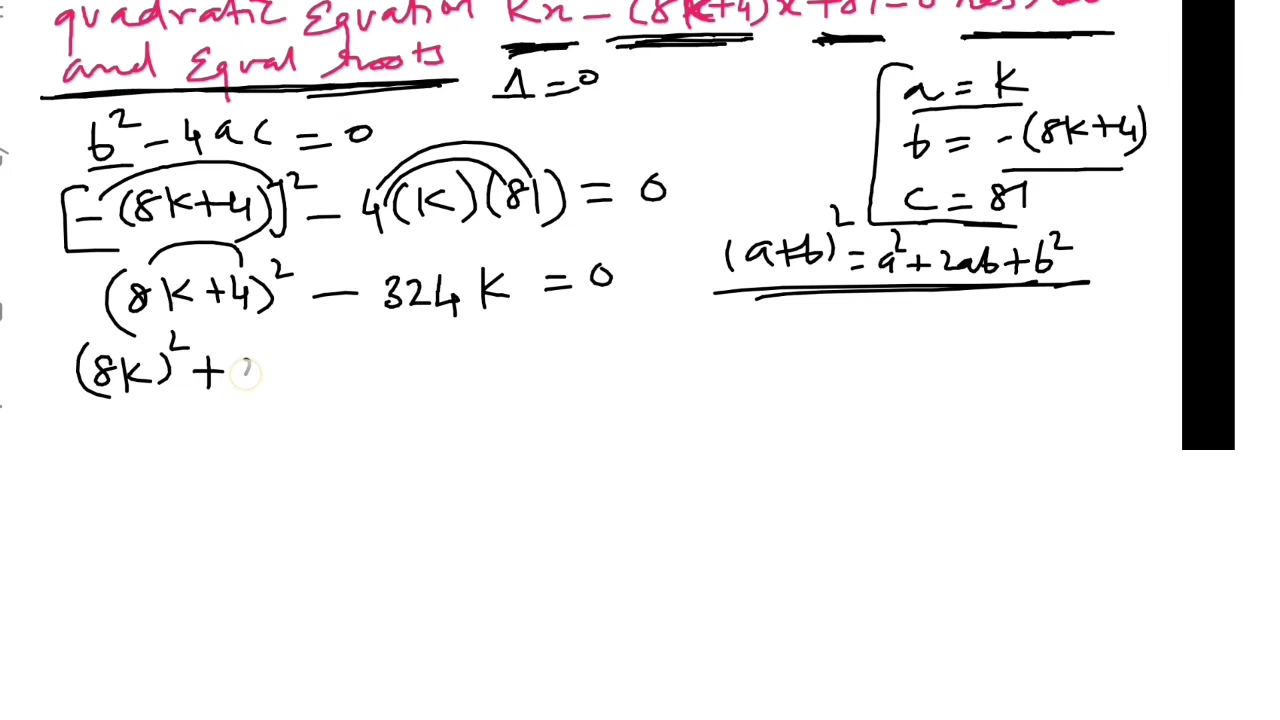 quadratic Equation Kx - (8K+4)x+81=0 has real
and Equal roots
Δ=0
a = K
b² - 4ac = 0
b = -(8K+4)
[-(8K+4)]² - 4(K)(81) = 0
c = 81
(a+b)² = a²+2ab+b²
(8K+4)² - 324K = 0
(8K)² +